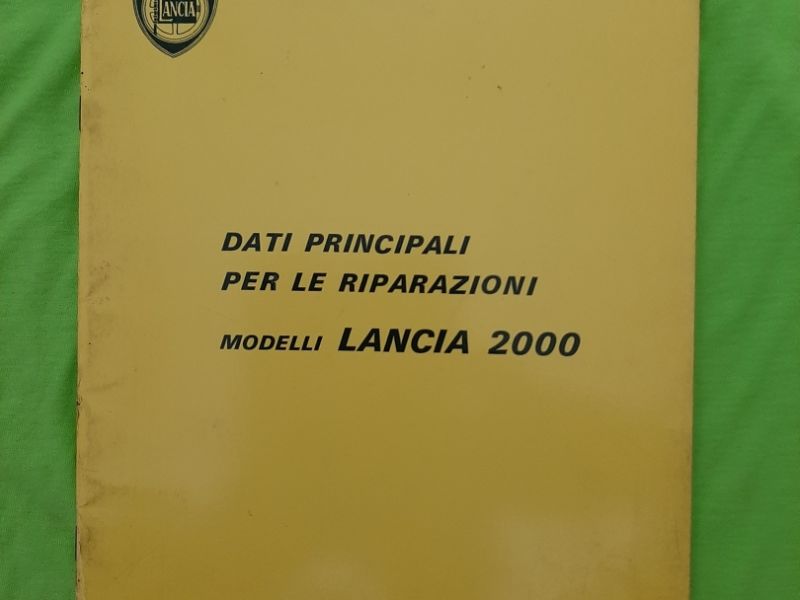 LANCIA
DATI PRINCIPALI
PER LE RIPARAZIONI
MODELLI LANCIA 2000